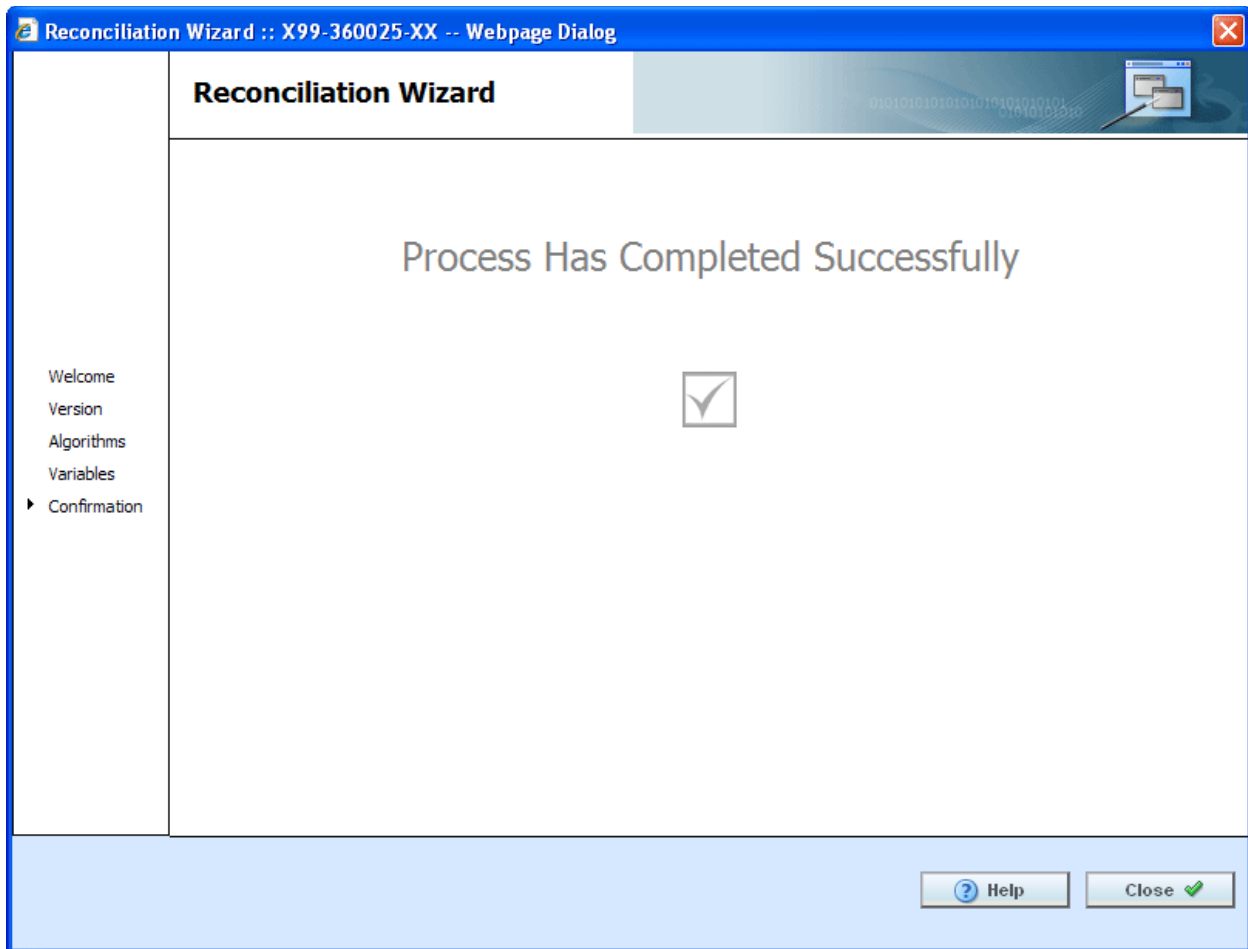 Reconciliation Wizard :: X99-360025-XX -- Webpage Dialog
Reconciliation Wizard
Process Has Completed Successfully
Welcome
Version
Algorithms
Variables
Confirmation
Help
Close